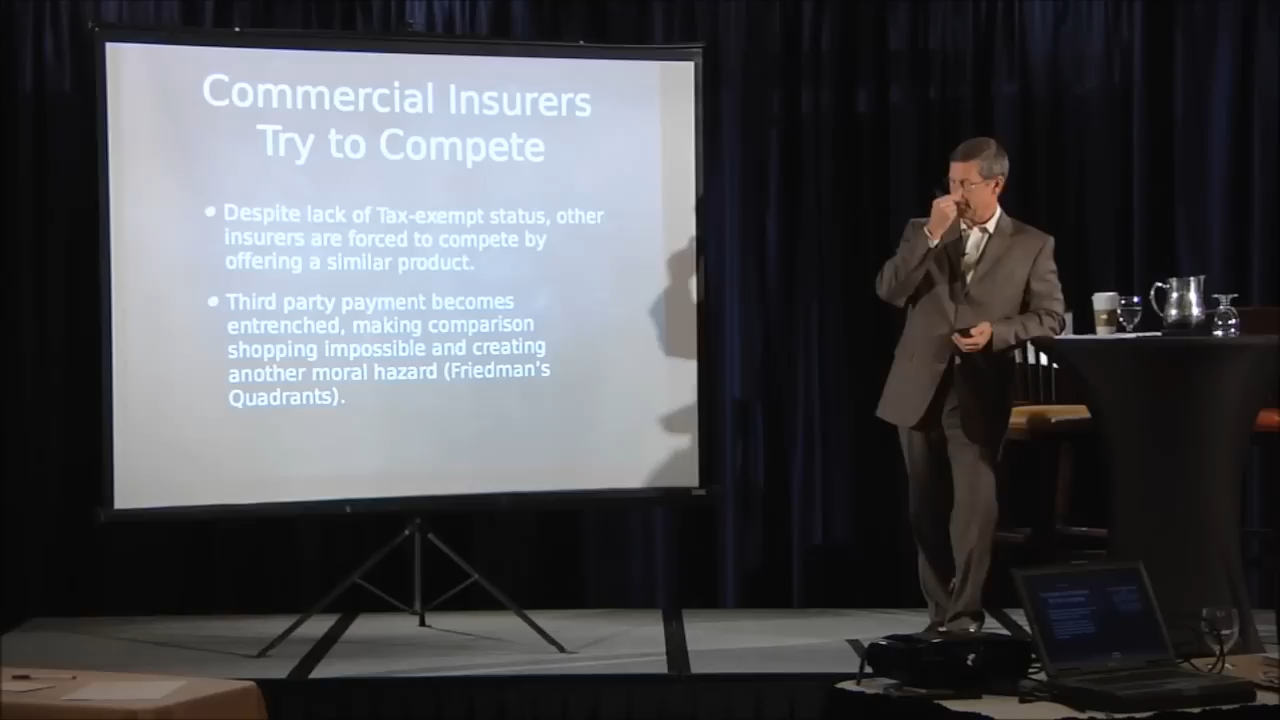 Commercial Insurers
Try to Compete
• Despite lack of Tax-exempt status, other
insurers are forced to compete by
offering a similar product.
• Third party payment becomes
entrenched, making comparison
shopping impossible and creating
another moral hazard (Friedman's
Quadrants).